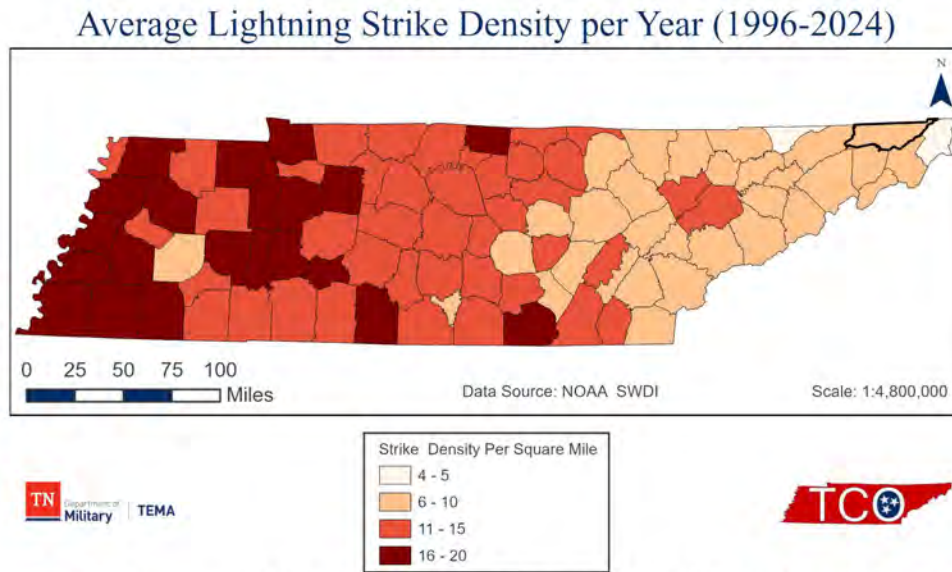 Average Lightning Strike Density per Year (1996-2024)
N
0 25 50 75 100
Miles
Data Source: NOAA SWDI
Scale: 1:4,800,000
Strike Density Per Square Mile
4 - 5
6 - 10
11 - 15
16 - 20
TN
Department of
Military
TEMA
TCO